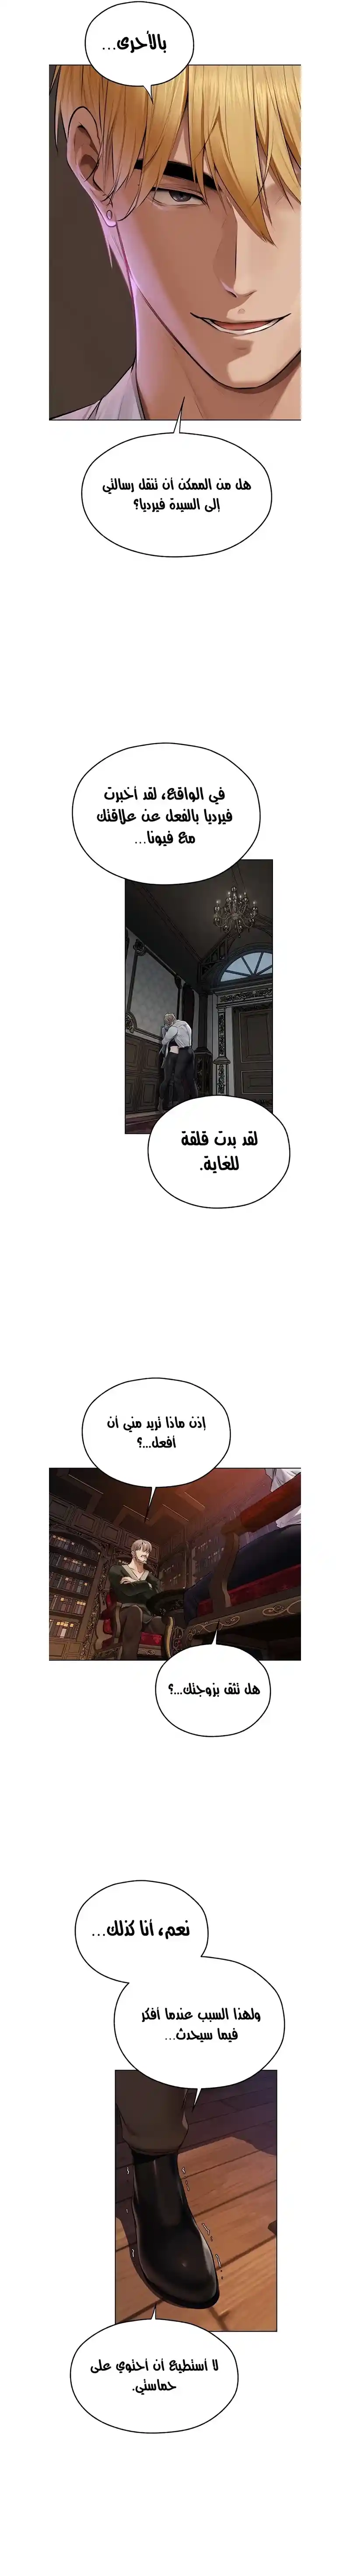 بالأحرى...
هل من الممكن أن تنقل رسالتي
إلى السيدة فيرديا؟
في الواقع، لقد أخبرت
فيرديا بالفعل عن علاقتك
مع فيونا...
لقد بدت قلقة
للغاية.
إذن ماذا تريد مني أن
أفعل...؟
هل تثق بزوجتك...؟
نعم، أنا كذلك...
ولهذا السبب عندما أفكر
فيما سيحدث...
لا أستطيع أن أحتوي على
حماستي.